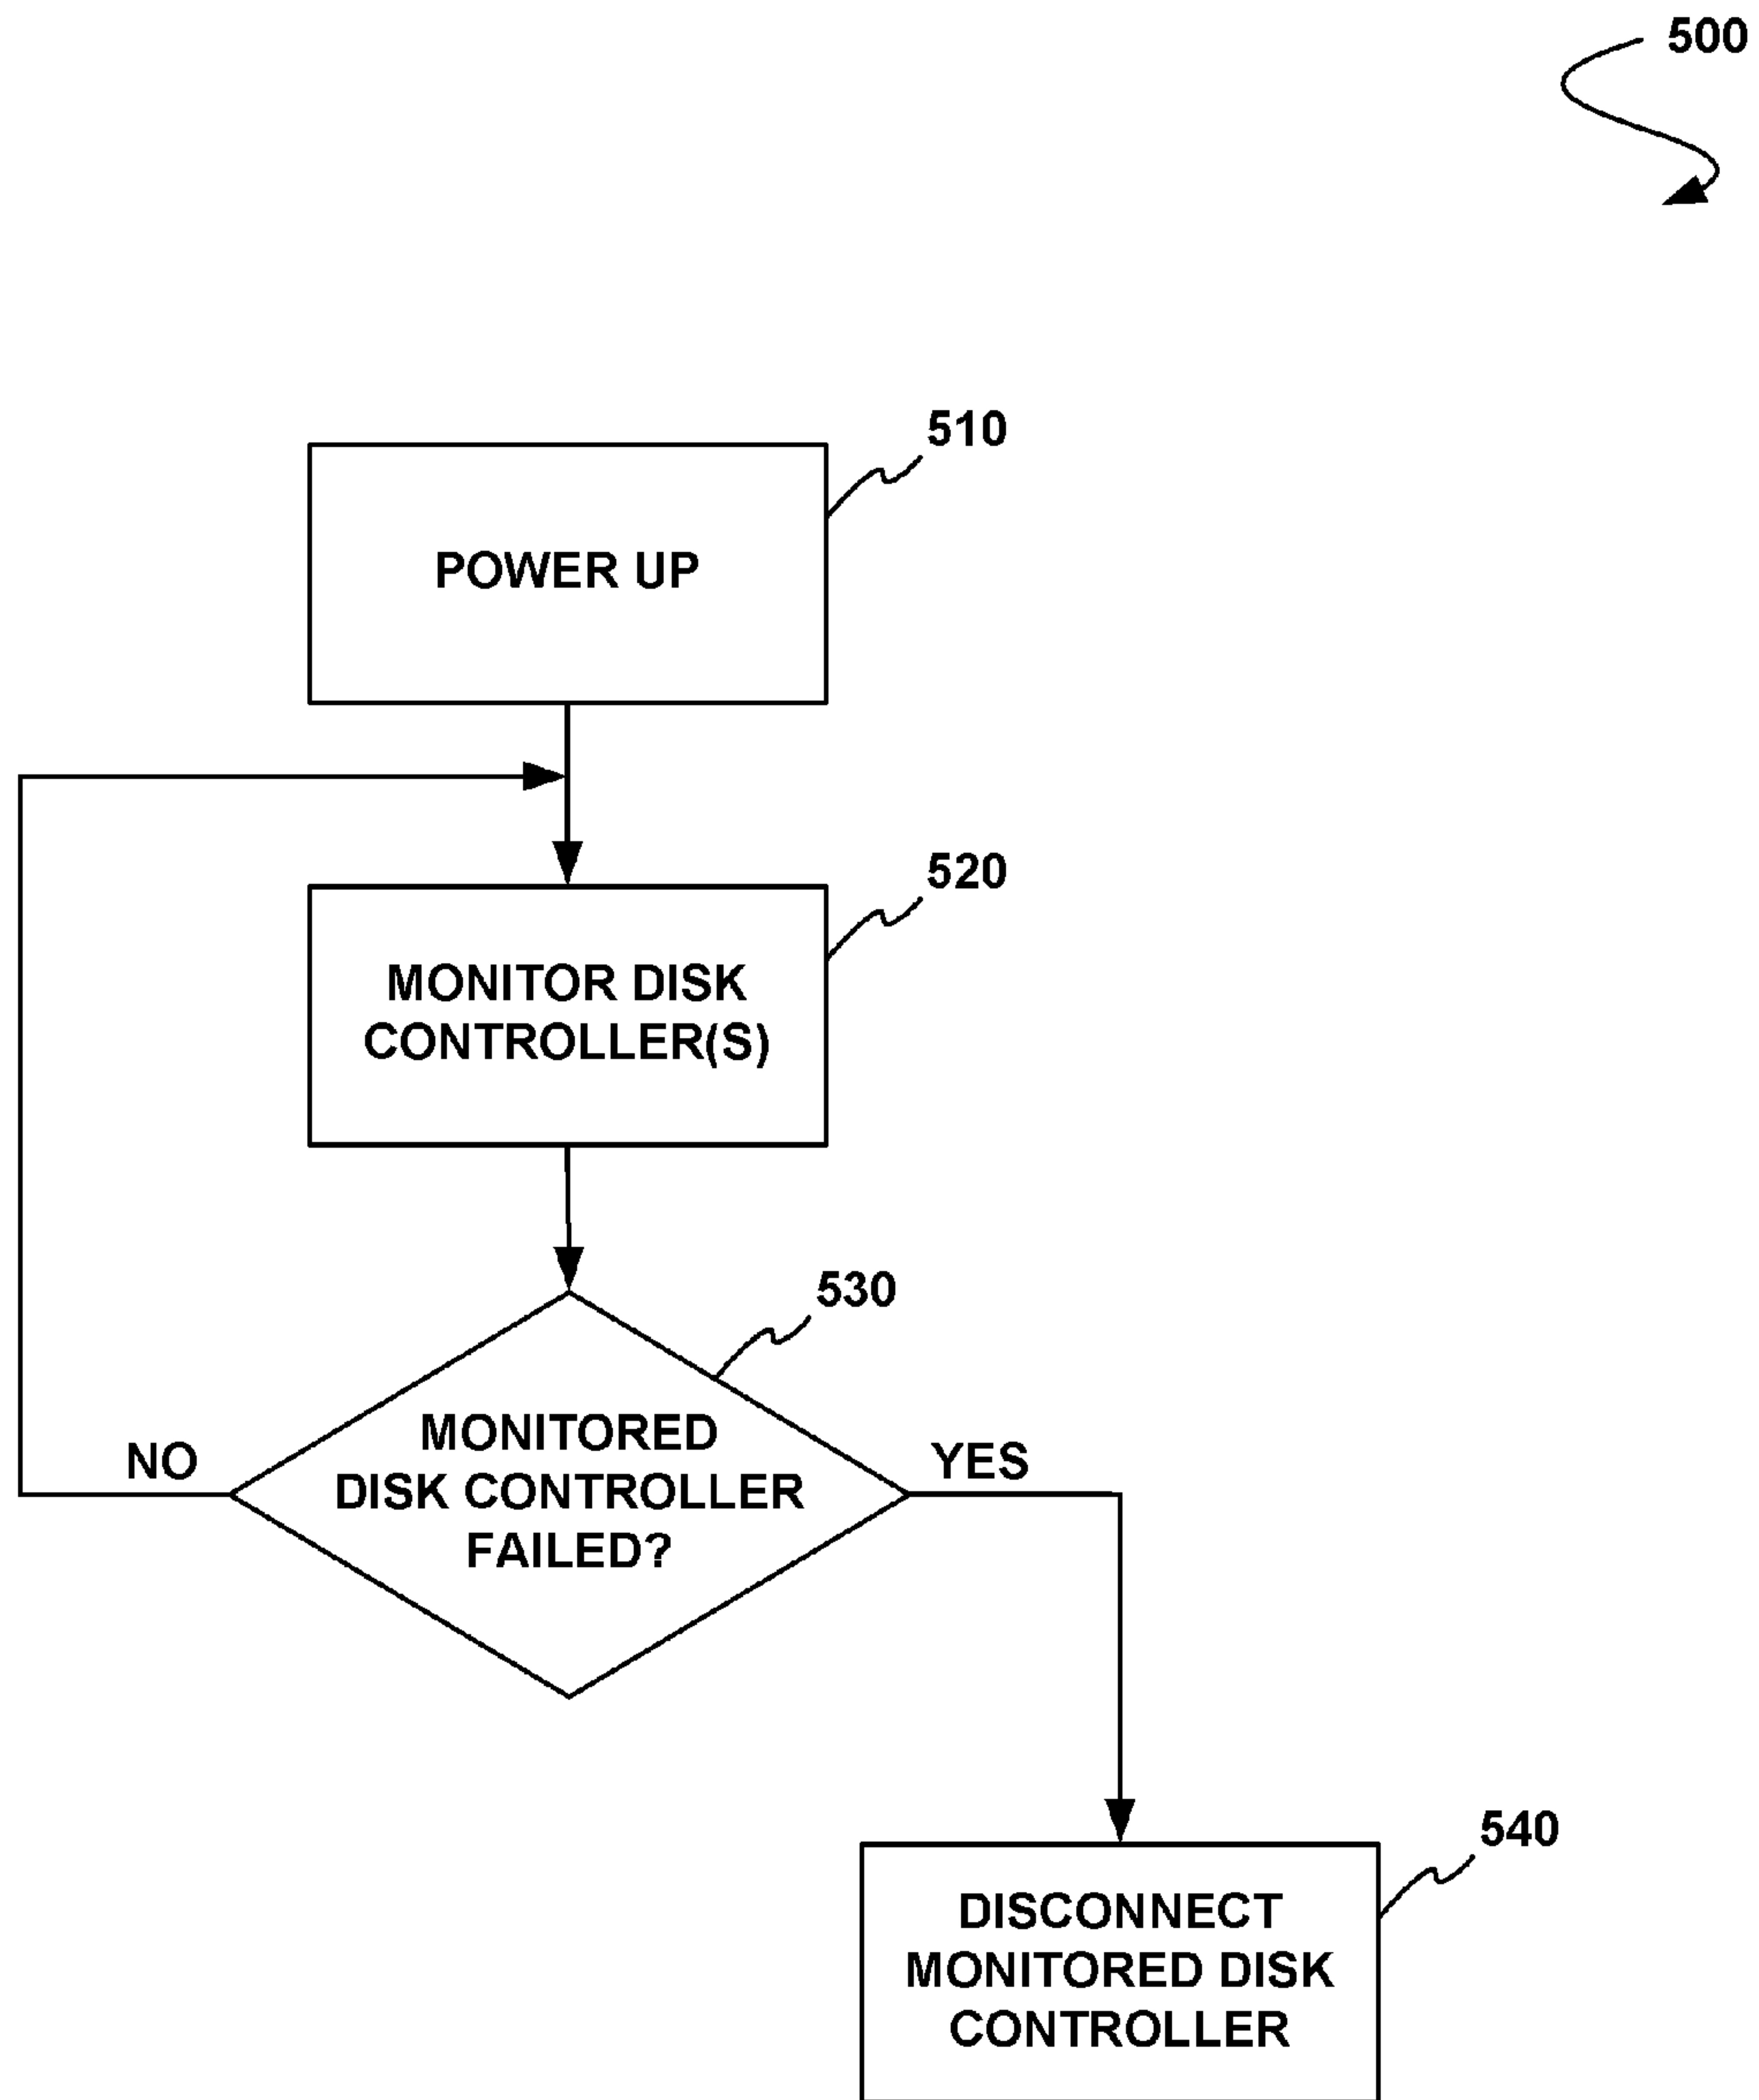 500
510
POWER UP
520
MONITOR DISK
CONTROLLER(S)
530
MONITORED
DISK CONTROLLER
FAILED?
NO
YES
540
DISCONNECT
MONITORED DISK
CONTROLLER